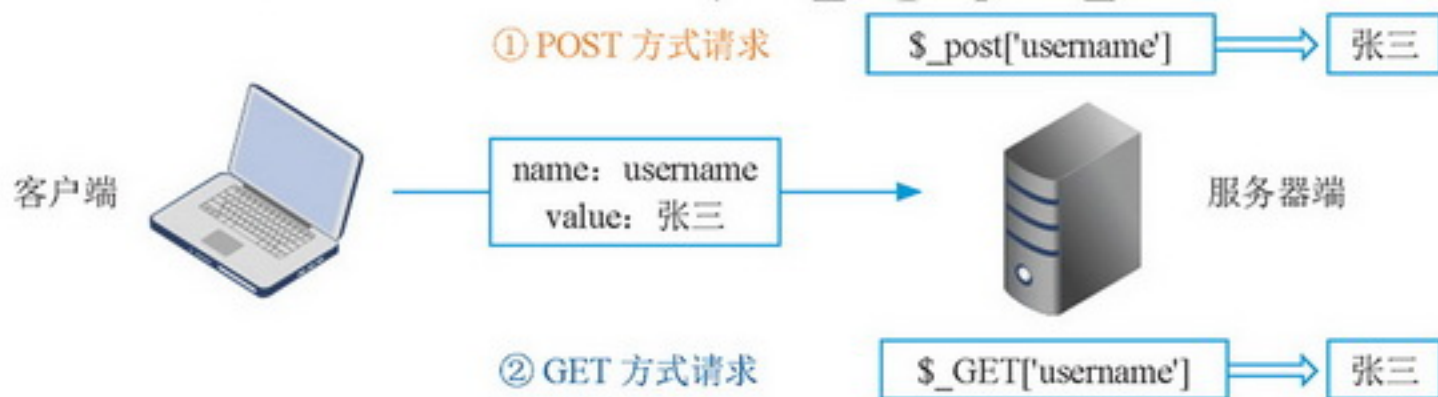 ① POST 方式请求
$_post['username']
张三
客户端
name：username
value：张三
服务器端
② GET 方式请求
$_GET['username']
张三